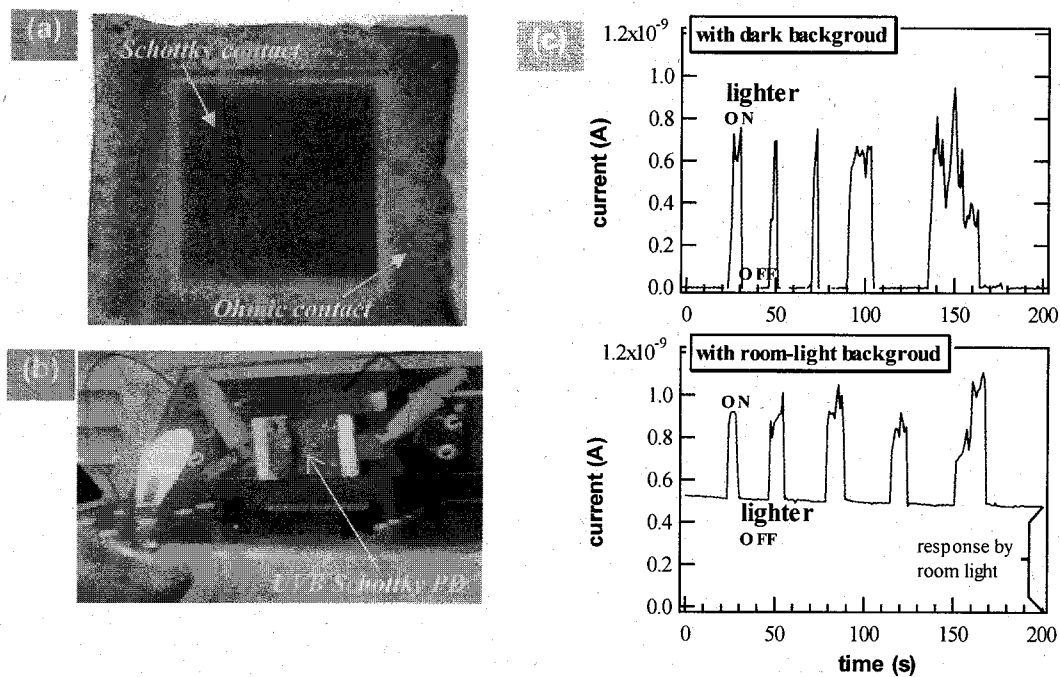 (a)
Schottky contact
Ohmic contact
(b)
UVB Schottky PD
(c)
1.2x10-9
with dark backgroud
1.0
lighter
ON
0.8
0.6
0.4
0.2
OFF
0.0
current (A)
0
50
100
150
200
1.2x10-9
with room-light backgroud
1.0
ON
0.8
0.6
lighter
OFF
0.4
response by
room light
0.2
0.0
current (A)
0
50
100
150
200
time (s)